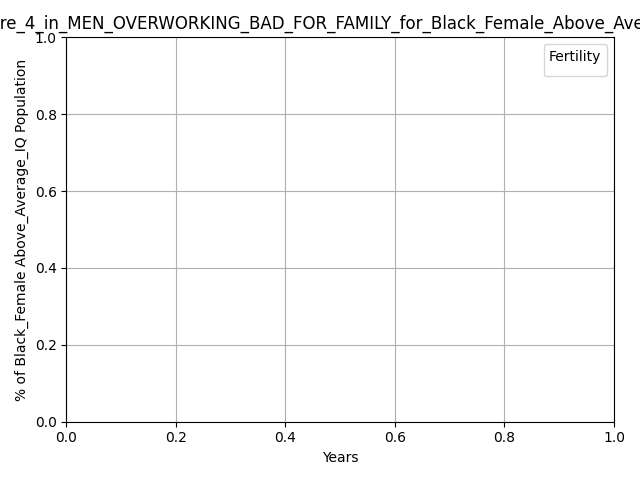 re_4_in_MEN_OVERWORKING_BAD_FOR_FAMILY_for_Black_Female_Above_Ave
Fertility
% of Black_Female Above_Average_IQ Population
1.0
0.8
0.6
0.4
0.2
0.0
0.0 0.2 0.4 0.6 0.8 1.0
Years